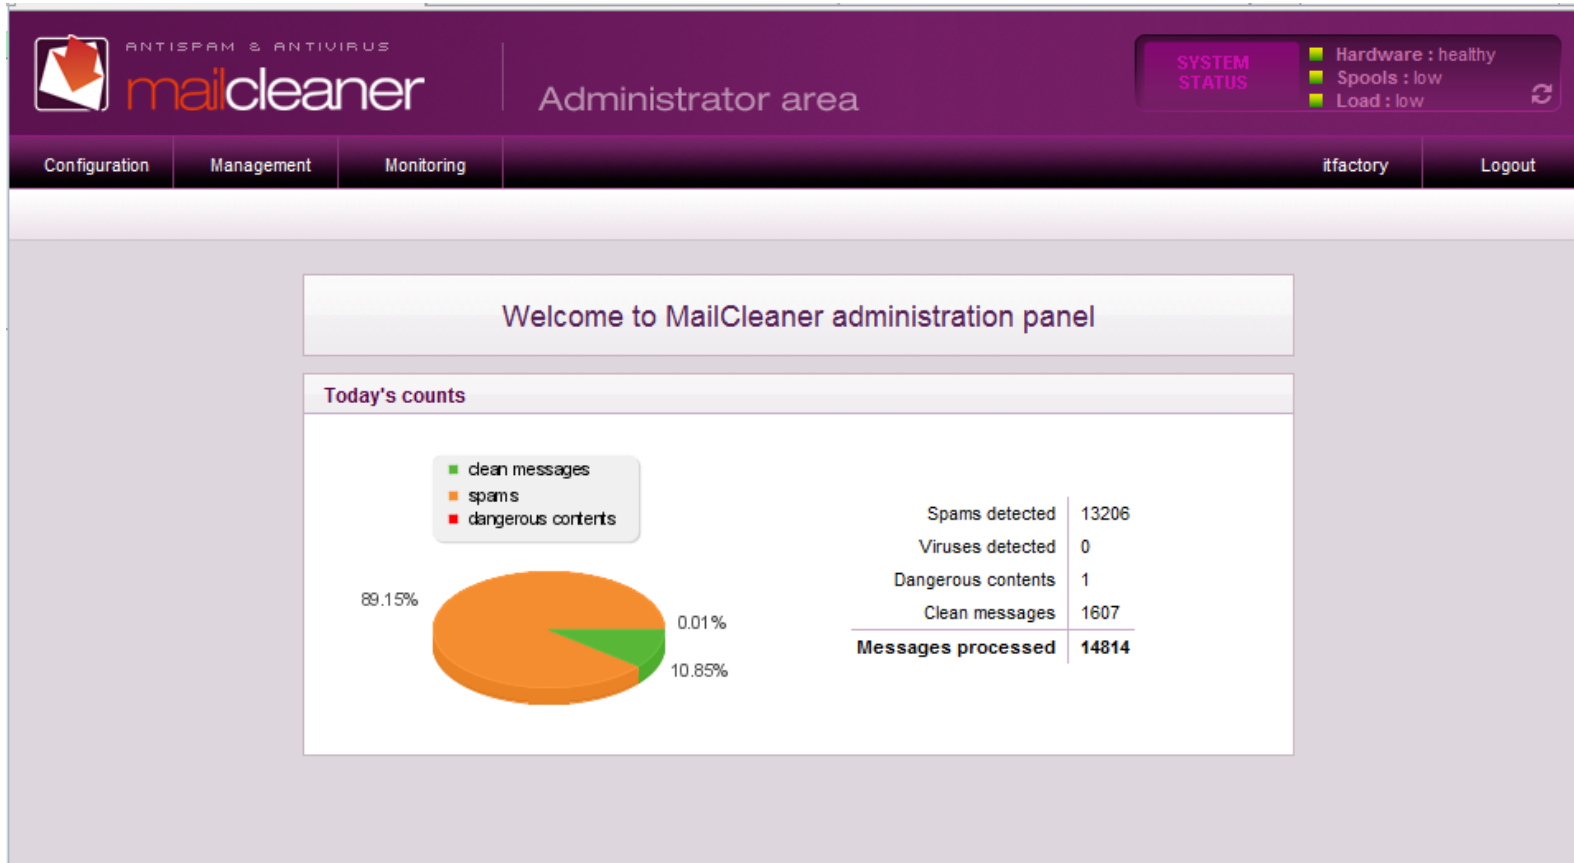 ANTISPAM & ANTIVIRUS
mailcleaner
Administrator area
SYSTEM
STATUS
Hardware : healthy
Spools : low
Load : low
Configuration Management Monitoring itfactory Logout
Welcome to MailCleaner administration panel
Today's counts
clean messages
spams
dangerous contents
89.15%
0.01%
10.85%
Spams detected 13206
Viruses detected 0
Dangerous contents 1
Clean messages 1607
Messages processed 14814